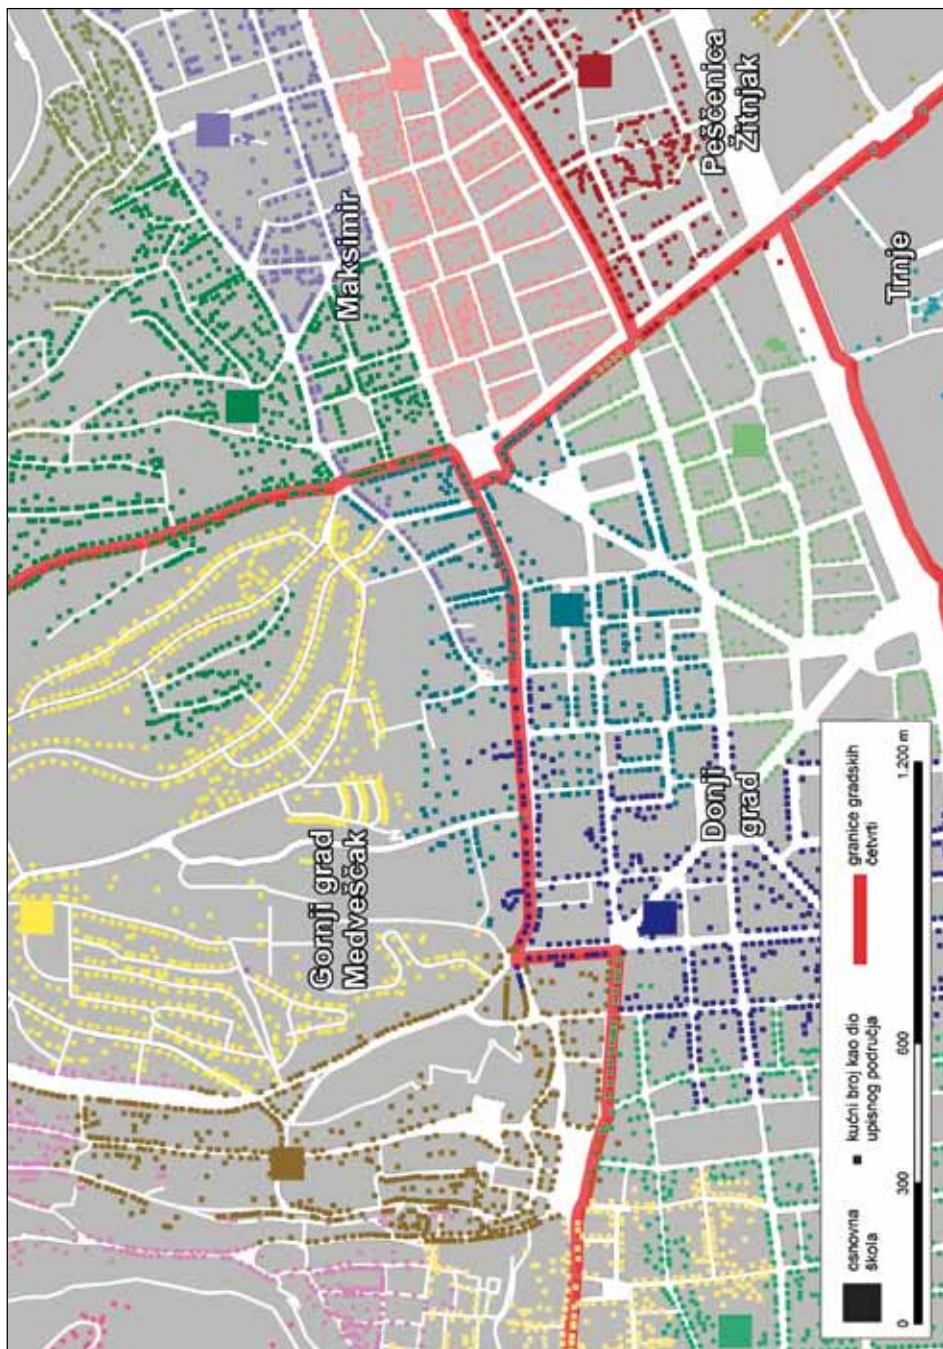 Gornji grad
Medveščak
Maksimir
Peščenica
Žitnjak
Donji
grad
Trnje
osnovna
škola
kućni broj kao dio
upisnog područja
granice gradskih
četvrti
0 300 600 1.200 m